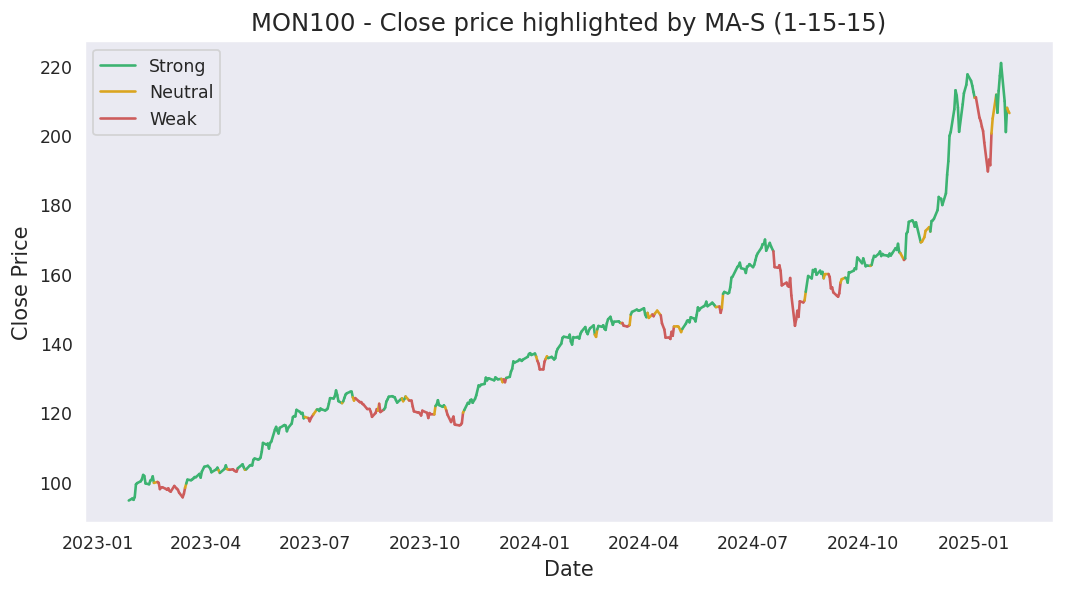 MON100 - Close price highlighted by MA-S (1-15-15)
Strong
Neutral
Weak
Close Price
220
200
180
160
140
120
100
2023-01 2023-04 2023-07 2023-10 2024-01 2024-04 2024-07 2024-10 2025-01
Date